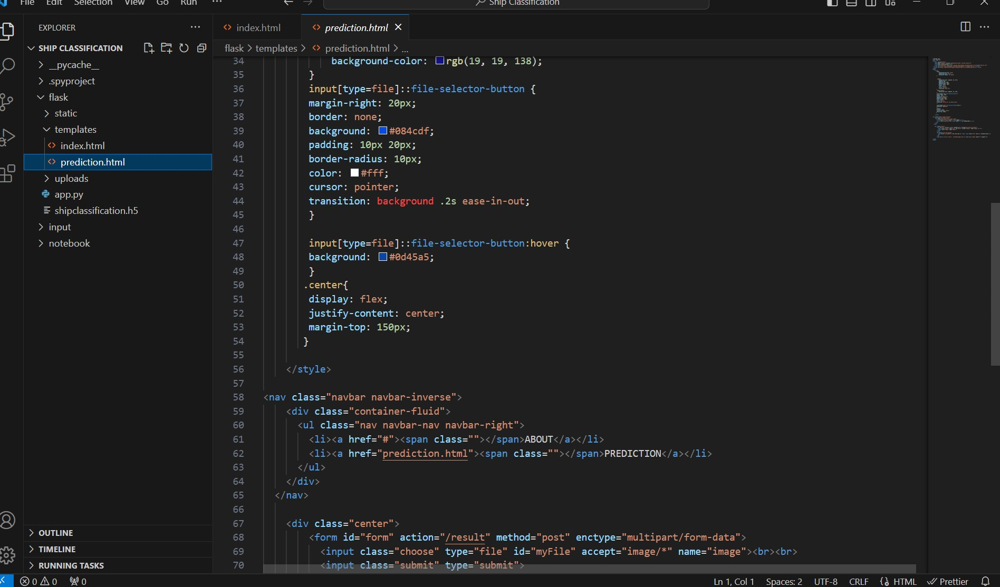 File Edit Selection View Go Run ···
Ship Classification
EXPLORER
SHIP CLASSIFICATION
__pycache__
.spyproject
flask
static
templates
index.html
prediction.html
uploads
app.py
shipclassification.h5
input
notebook
OUTLINE
TIMELINE
RUNNING TASKS
index.html
prediction.html
flask > templates > prediction.html > ...
34 background-color: rgb(19, 19, 138);
35 }
36 input[type=file]::file-selector-button {
37 margin-right: 20px;
38 border: none;
39 background: #084cdf;
40 padding: 10px 20px;
41 border-radius: 10px;
42 color: #fff;
43 cursor: pointer;
44 transition: background .2s ease-in-out;
45 }
46
47 input[type=file]::file-selector-button:hover {
48 background: #0d45a5;
49 }
50 .center{
51 display: flex;
52 justify-content: center;
53 margin-top: 150px;
54 }
55
56 </style>
57
58 <nav class="navbar navbar-inverse">
59 <div class="container-fluid">
60 <ul class="nav navbar-nav navbar-right">
61 <li><a href="#"><span class=""></span>ABOUT</a></li>
62 <li><a href="prediction.html"><span class=""></span>PREDICTION</a></li>
63 </ul>
64 </div>
65 </nav>
66
67 <div class="center">
68 <form id="form" action="/result" method="post" enctype="multipart/form-data">
69 <input class="choose" type="file" id="myFile" accept="image/*" name="image"><br><br>
70 <input class="submit" type="submit">
0 0 0
Ln 1, Col 1 Spaces: 2 UTF-8 CRLF HTML Prettier